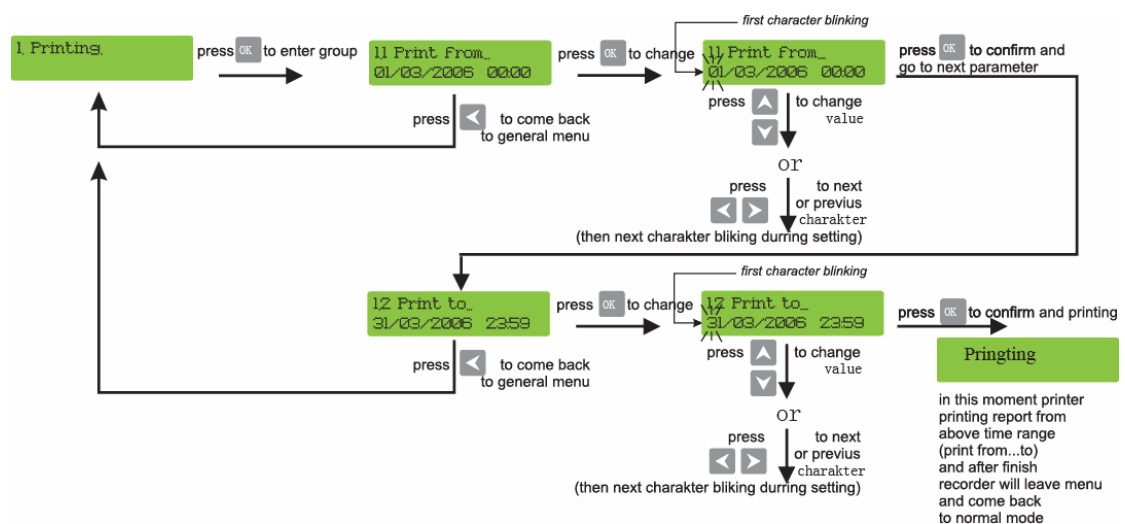 first character blinking
1. Printing.
press OK to enter group
1.1 Print from_
01/03/2006 00:00
press OK to change
1.1 Print from_
01/03/2006 00:00
press OK to confirm and
go to next parameter
press to come back
to general menu
press to change
value
or
press to next
or previus
charakter
(then next charakter bliking durring setting)
first character blinking
1.2 Print to_
31/03/2006 23:59
press OK to change
1.2 Print to_
31/03/2006 23:59
press OK to confirm and printing
press to come back
to general menu
press to change
value
Pringting
or
press to next
or previus
charakter
(then next charakter bliking durring setting)
in this moment printer
printing report from
above time range
(print from...to)
and after finish
recorder will leave menu
and come back
to normal mode